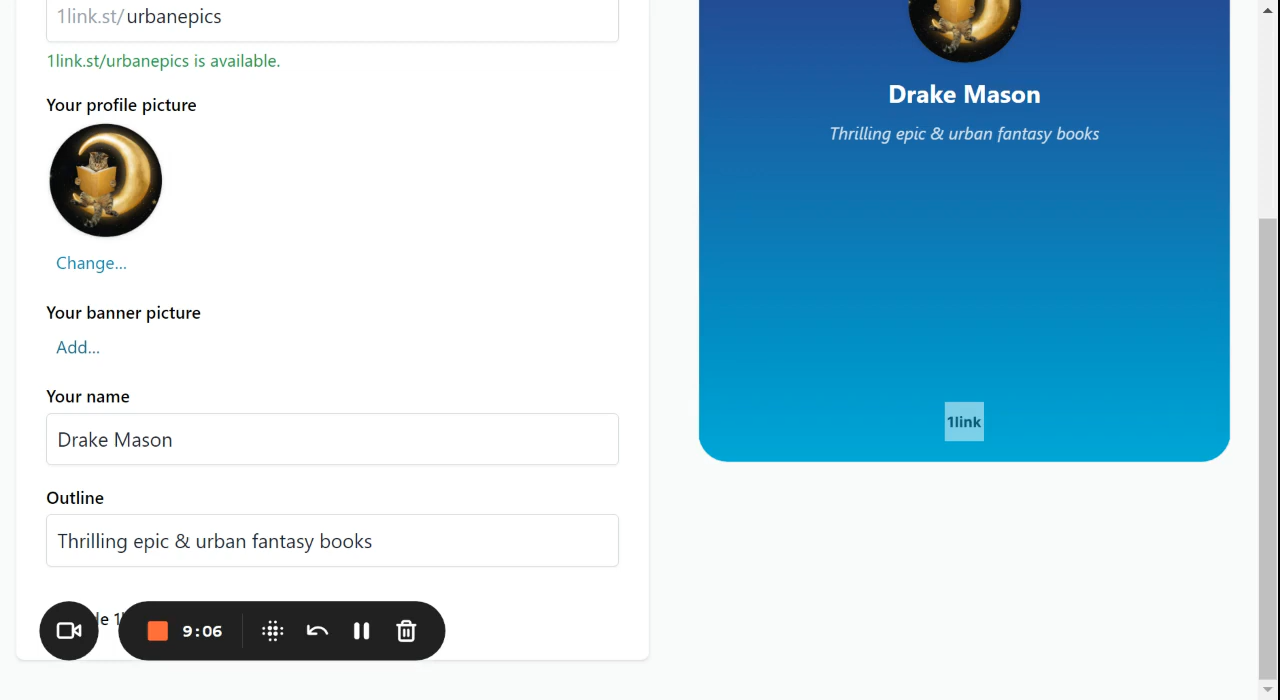 1link.st/urbanepics
1link.st/urbanepics is available.
Your profile picture
Change...
Your banner picture
Add...
Your name
Drake Mason
Outline
Thrilling epic & urban fantasy books
9:06
Drake Mason
Thrilling epic & urban fantasy books
1link